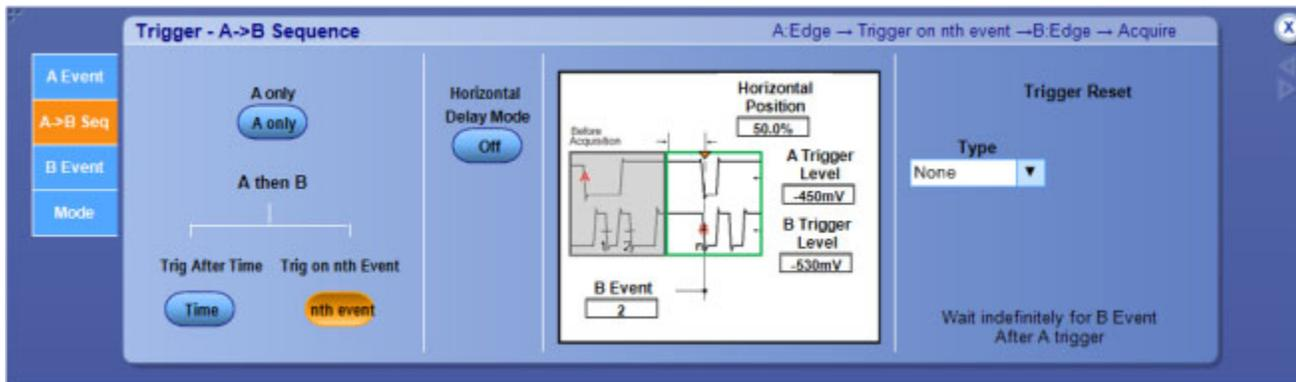 Trigger - A->B Sequence
A:Edge → Trigger on nth event →B:Edge → Acquire
X
A Event
A->B Seq
B Event
Mode
A only
A only
A then B
Trig After Time
Trig on nth Event
Time
nth event
Horizontal
Delay Mode
Off
Horizontal
Position
50.0%
Before
Acquisition
A
A Trigger
Level
-450mV
B Trigger
Level
-530mV
B Event
2
Trigger Reset
Type
None
Wait indefinitely for B Event
After A trigger